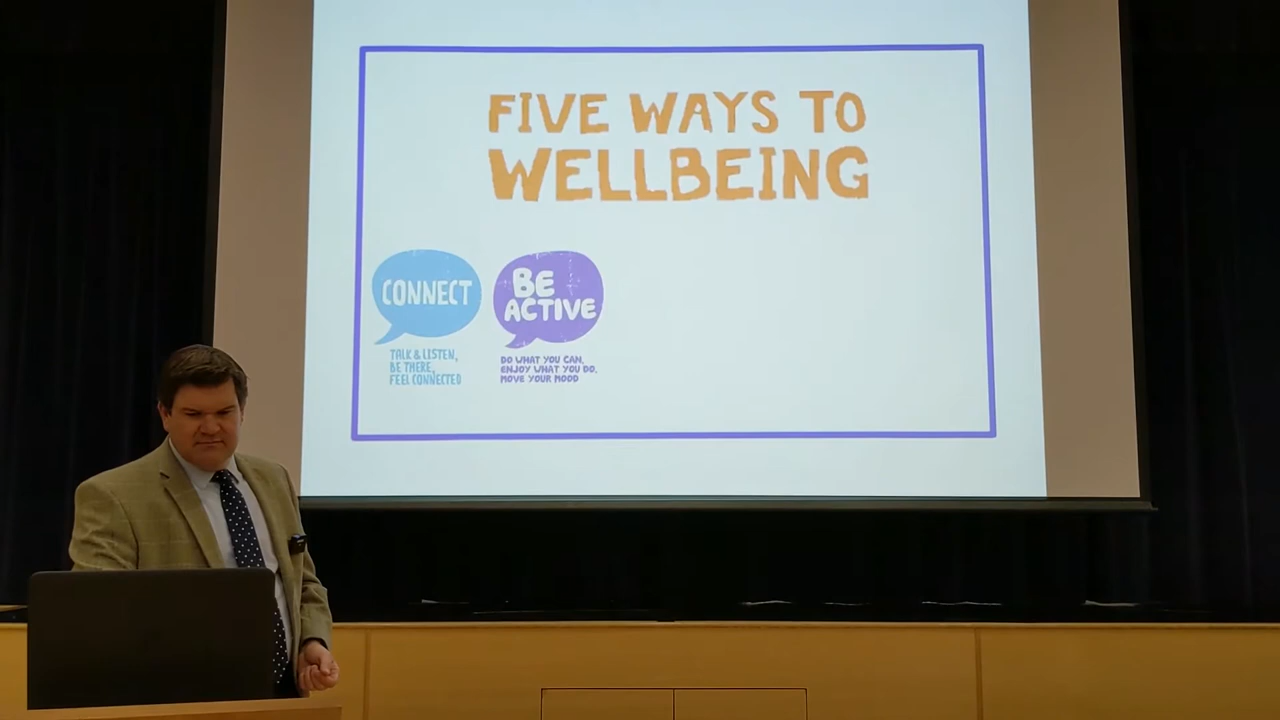 FIVE WAYS TO
WELLBEING
CONNECT
TALK & LISTEN,
BE THERE,
FEEL CONNECTED
BE
ACTIVE
DO WHAT YOU CAN,
ENJOY WHAT YOU DO,
MOVE YOUR MOOD